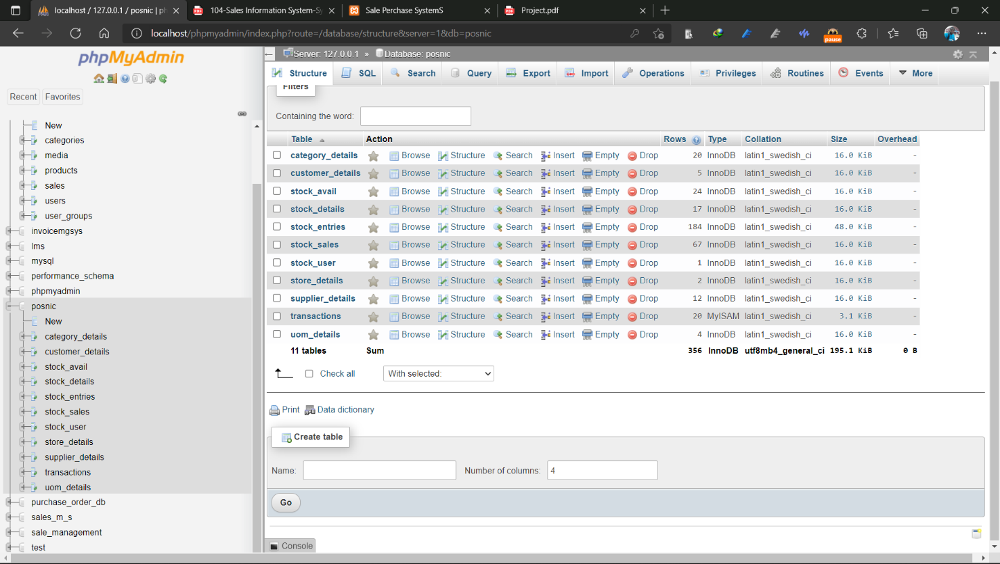 localhost / 127.0.0.1 / posnic | ph
104-Sales Information System-Sy
Sale Perchase SystemS
Project.pdf
localhost/phpmyadmin/index.php?route=/database/structure&server=1&db=posnic
pause
phpMyAdmin
Recent
Favorites
New
categories
media
products
sales
users
user_groups
invoicemgsys
lms
mysql
performance_schema
phpmyadmin
posnic
New
category_details
customer_details
stock_avail
stock_details
stock_entries
stock_sales
stock_user
store_details
supplier_details
transactions
uom_details
purchase_order_db
sales_m_s
sale_management
test
Server: 127.0.0.1 » Database: posnic
Structure SQL Search Query Export Import Operations Privileges Routines Events More
Filters
Containing the word:
Table Action Rows Type Collation Size Overhead
category_details Browse Structure Search Insert Empty Drop 20 InnoDB latin1_swedish_ci 16.0 KiB -
customer_details Browse Structure Search Insert Empty Drop 5 InnoDB latin1_swedish_ci 16.0 KiB -
stock_avail Browse Structure Search Insert Empty Drop 24 InnoDB latin1_swedish_ci 16.0 KiB -
stock_details Browse Structure Search Insert Empty Drop 17 InnoDB latin1_swedish_ci 16.0 KiB -
stock_entries Browse Structure Search Insert Empty Drop 184 InnoDB latin1_swedish_ci 48.0 KiB -
stock_sales Browse Structure Search Insert Empty Drop 67 InnoDB latin1_swedish_ci 16.0 KiB -
stock_user Browse Structure Search Insert Empty Drop 1 InnoDB latin1_swedish_ci 16.0 KiB -
store_details Browse Structure Search Insert Empty Drop 2 InnoDB latin1_swedish_ci 16.0 KiB -
supplier_details Browse Structure Search Insert Empty Drop 12 InnoDB latin1_swedish_ci 16.0 KiB -
transactions Browse Structure Search Insert Empty Drop 20 MyISAM latin1_swedish_ci 3.1 KiB -
uom_details Browse Structure Search Insert Empty Drop 4 InnoDB latin1_swedish_ci 16.0 KiB -
11 tables Sum 356 InnoDB utf8mb4_general_ci 195.1 KiB 0 B
Check all With selected:
Print Data dictionary
Create table
Name: Number of columns: 4
Go
Console